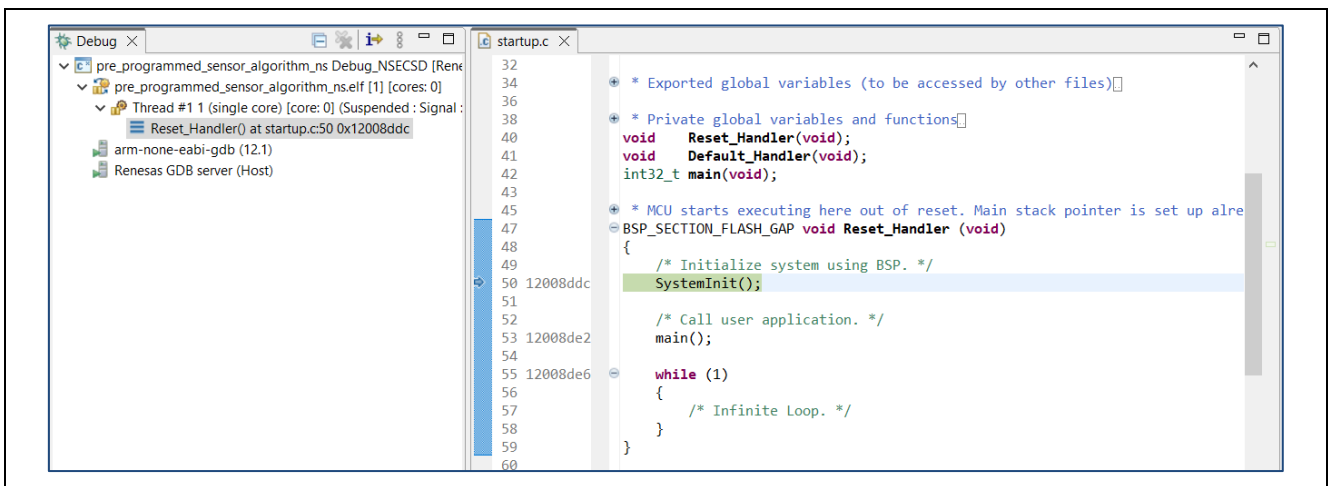 Debug
pre_programmed_sensor_algorithm_ns Debug_NSECSD [Rene
pre_programmed_sensor_algorithm_ns.elf [1] [cores: 0]
Thread #1 1 (single core) [core: 0] (Suspended : Signal :
Reset_Handler() at startup.c:50 0x12008ddc
arm-none-eabi-gdb (12.1)
Renesas GDB server (Host)
startup.c
32
34 * Exported global variables (to be accessed by other files)
36
38 * Private global variables and functions
40 void Reset_Handler(void);
41 void Default_Handler(void);
42 int32_t main(void);
43
45 * MCU starts executing here out of reset. Main stack pointer is set up alre
47 BSP_SECTION_FLASH_GAP void Reset_Handler (void)
48 {
49 /* Initialize system using BSP. */
50 12008ddc SystemInit();
51
52 /* Call user application. */
53 12008de2 main();
54
55 12008de6 while (1)
56 {
57 /* Infinite Loop. */
58 }
59 }
60